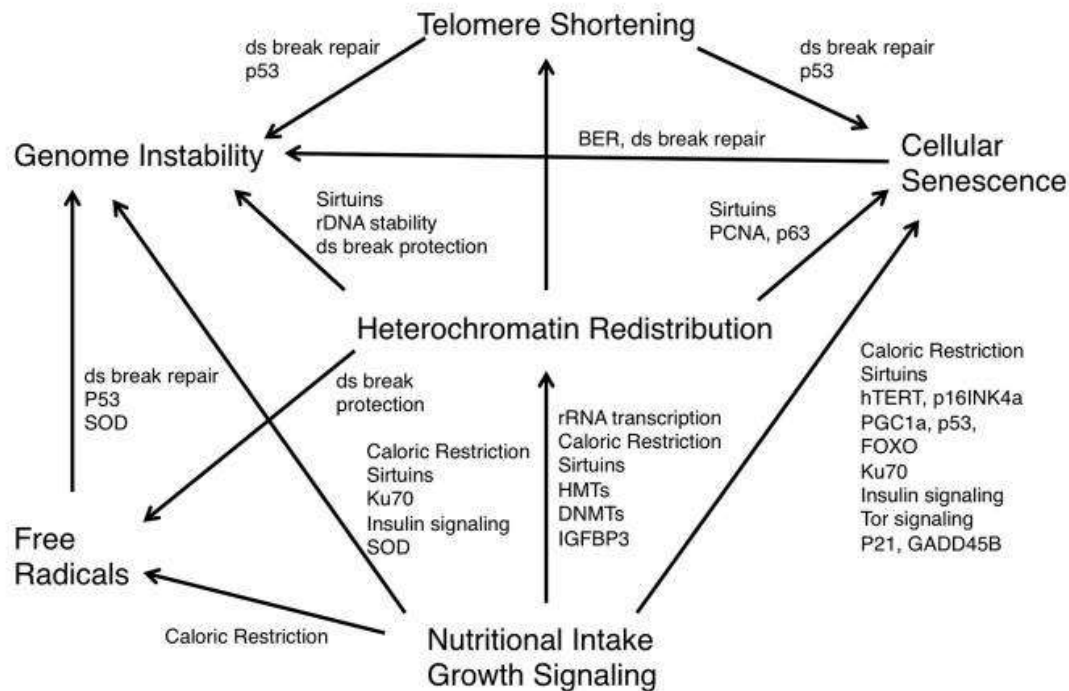 Telomere Shortening
ds break repair
p53
ds break repair
p53
Genome Instability
BER, ds break repair
Cellular
Senescence
Sirtuins
rDNA stability
ds break protection
Sirtuins
PCNA, p63
Heterochromatin Redistribution
ds break repair
P53
SOD
ds break
protection
Caloric Restriction
Sirtuins
Ku70
Insulin signaling
SOD
rRNA transcription
Caloric Restriction
Sirtuins
HMTs
DNMTs
IGFBP3
Caloric Restriction
Sirtuins
hTERT, p16INK4a
PGC1a, p53,
FOXO
Ku70
Insulin signaling
Tor signaling
P21, GADD45B
Free
Radicals
Caloric Restriction
Nutritional Intake
Growth Signaling